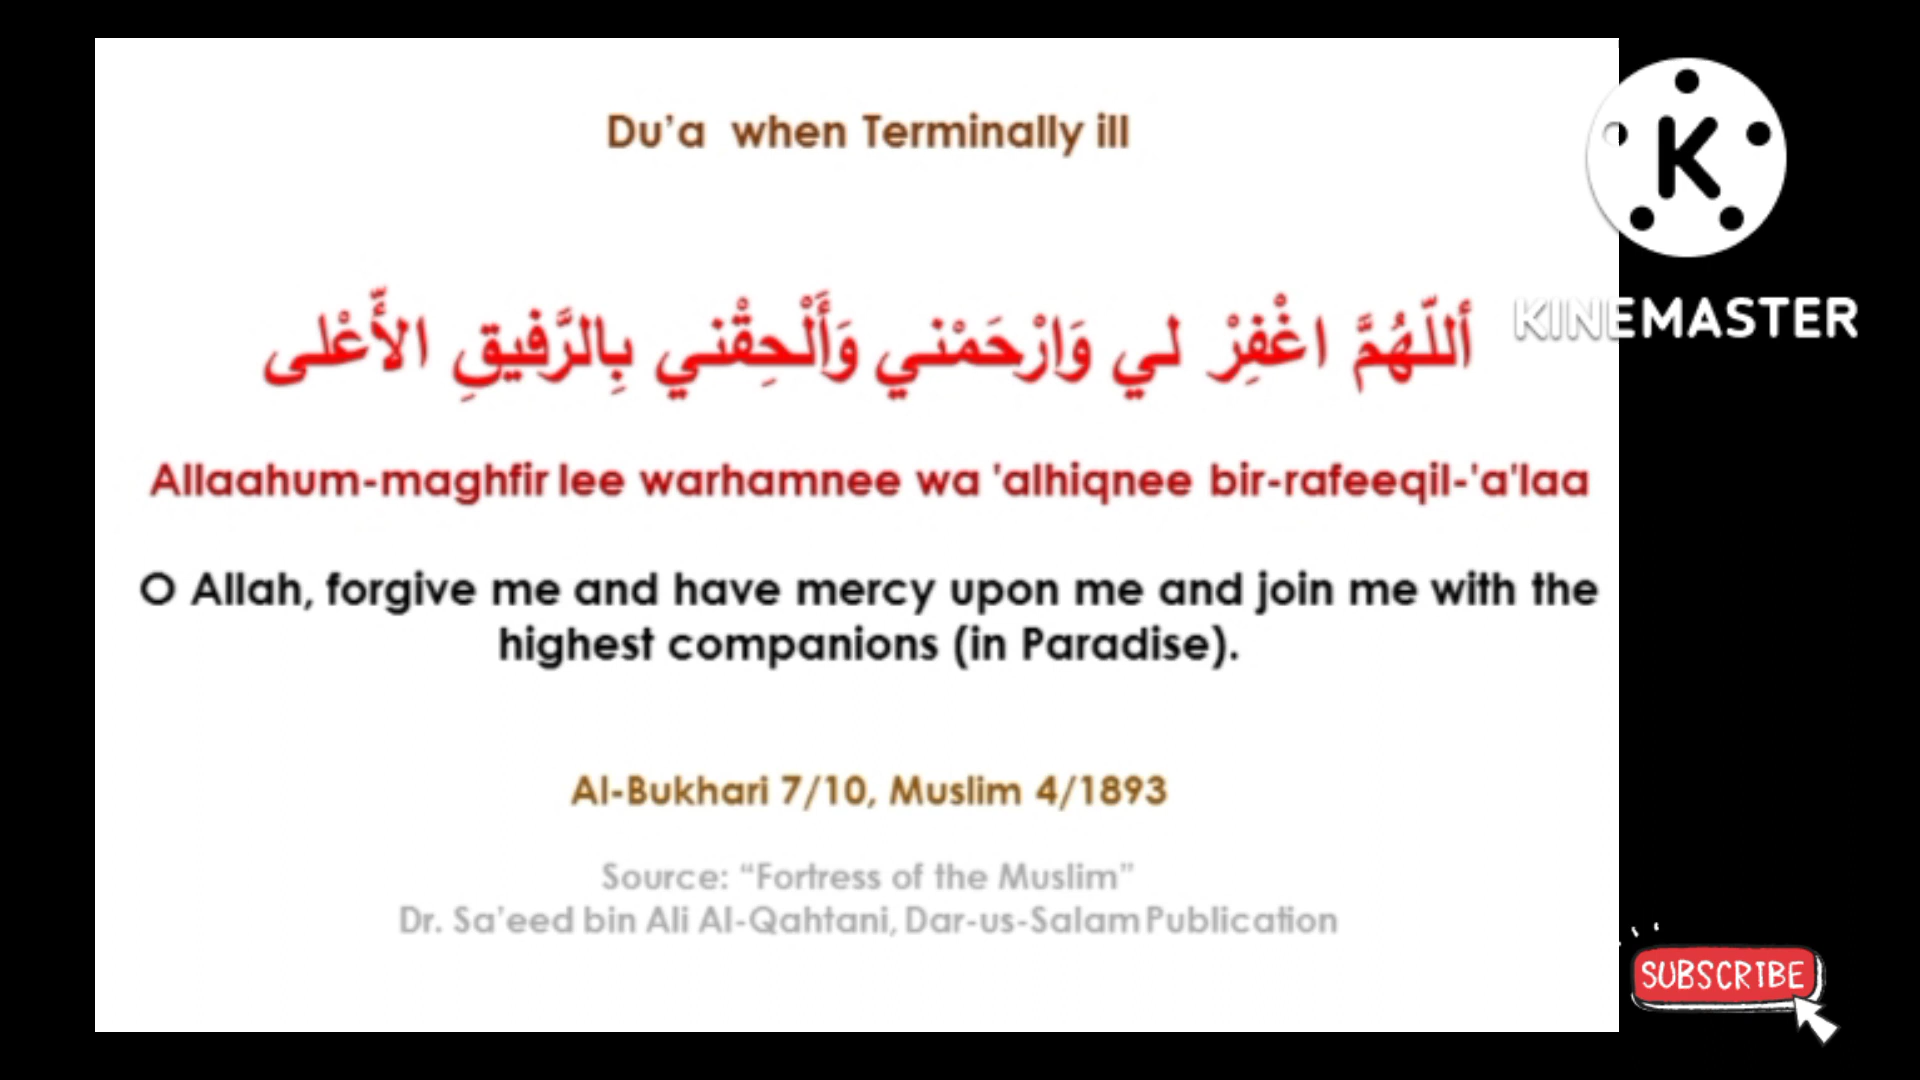 Du’a when Terminally ill
أللّهُمَّ اغْفِرْ لي وَارْحَمْني وَأَلْحِقْني بِالرَّفيقِ الأَّعْلى
Allaahum-maghfir lee warhamnee wa 'alhiqnee bir-rafeeqil-'a'laa
O Allah, forgive me and have mercy upon me and join me with the
highest companions (in Paradise).
Al-Bukhari 7/10, Muslim 4/1893
Source: “Fortress of the Muslim”
Dr. Sa’eed bin Ali Al-Qahtani, Dar-us-Salam Publication
K
KINEMASTER
SUBSCRIBE